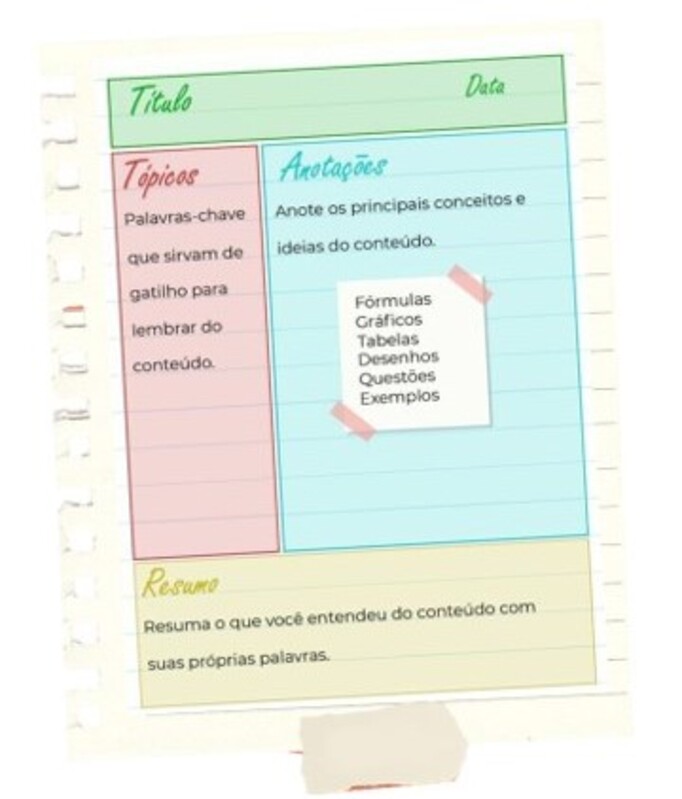 Título
Data
Tópicos
Palavras-chave
que sirvam de
gatilho para
lembrar do
conteúdo.
Anotações
Anote os principais conceitos e
ideias do conteúdo.
Fórmulas
Gráficos
Tabelas
Desenhos
Questões
Exemplos
Resumo
Resuma o que você entendeu do conteúdo com
suas próprias palavras.